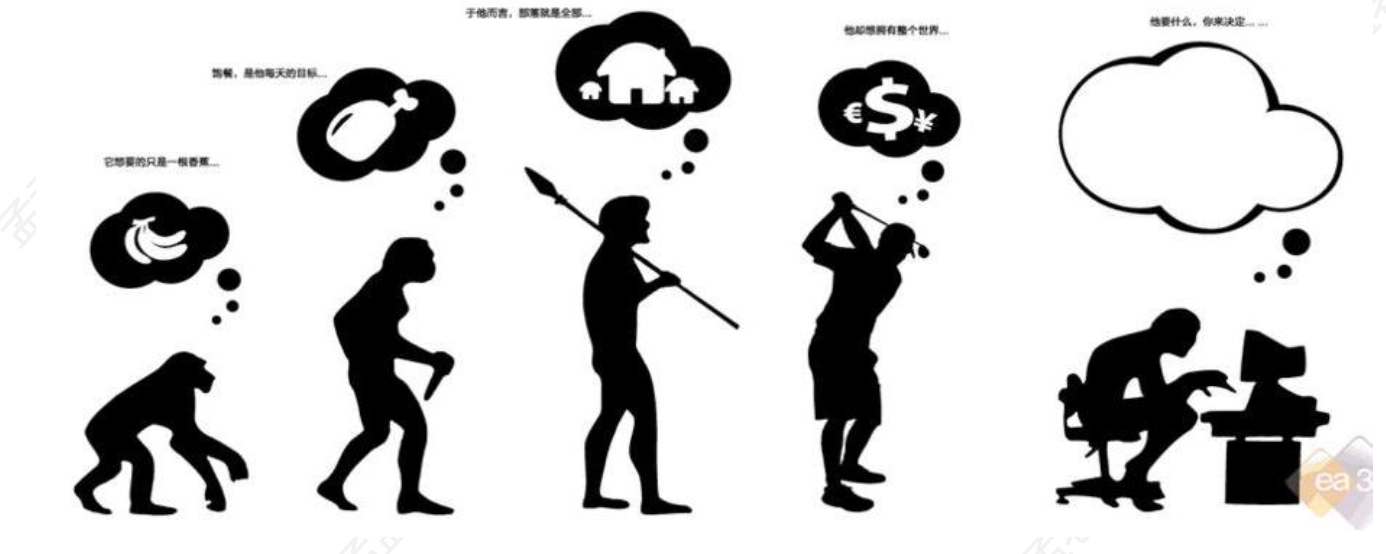 它想要的只是一根香蕉...
饱餐，是他每天的目标...
于他而言，部落就是全部...
他却想拥有整个世界...
他要什么，你来决定... ...
€$¥
ea 3